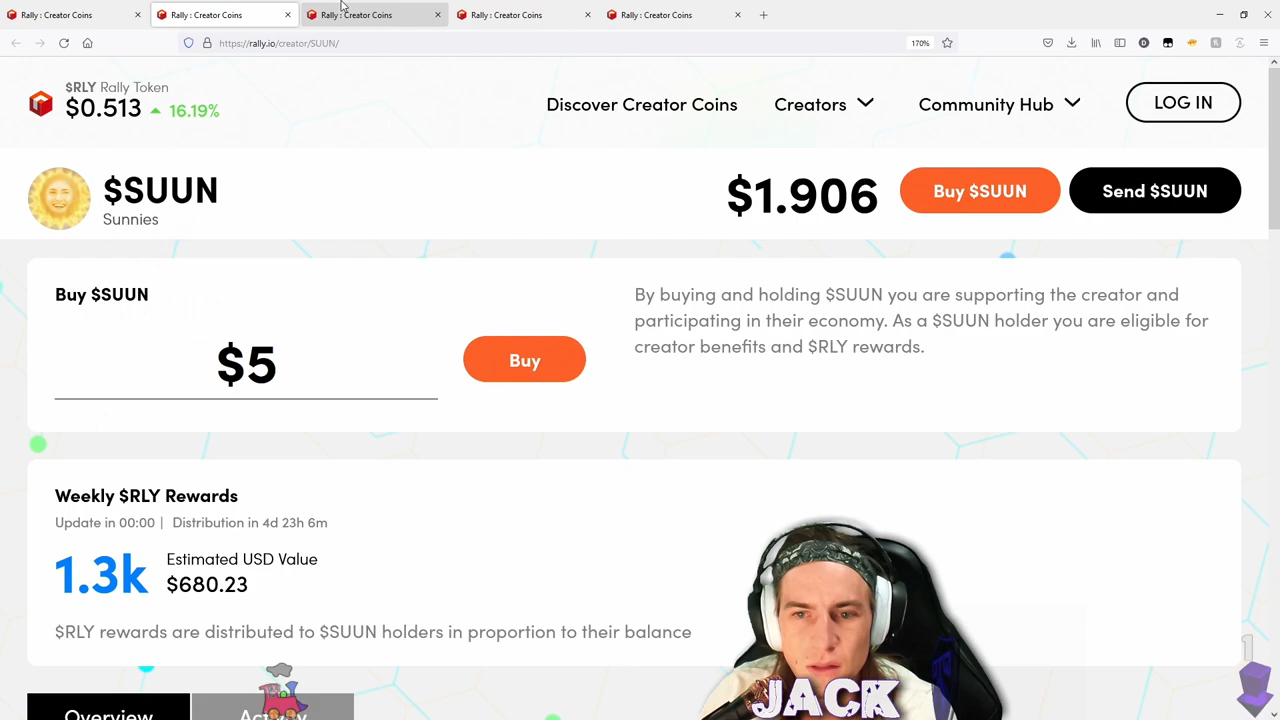 Rally : Creator Coins
Rally : Creator Coins
Rally : Creator Coins
Rally : Creator Coins
Rally : Creator Coins
https://rally.io/creator/SUUN/
170%
$RLY Rally Token
$0.513 16.19%
Discover Creator Coins
Creators
Community Hub
LOG IN
$SUUN
Sunnies
$1.906
Buy $SUUN
Send $SUUN
Buy $SUUN
$5
Buy
By buying and holding $SUUN you are supporting the creator and
participating in their economy. As a $SUUN holder you are eligible for
creator benefits and $RLY rewards.
Weekly $RLY Rewards
Update in 00:00 | Distribution in 4d 23h 6m
1.3k
Estimated USD Value
$680.23
$RLY rewards are distributed to $SUUN holders in proportion to their balance
Overview
Activity
JACK